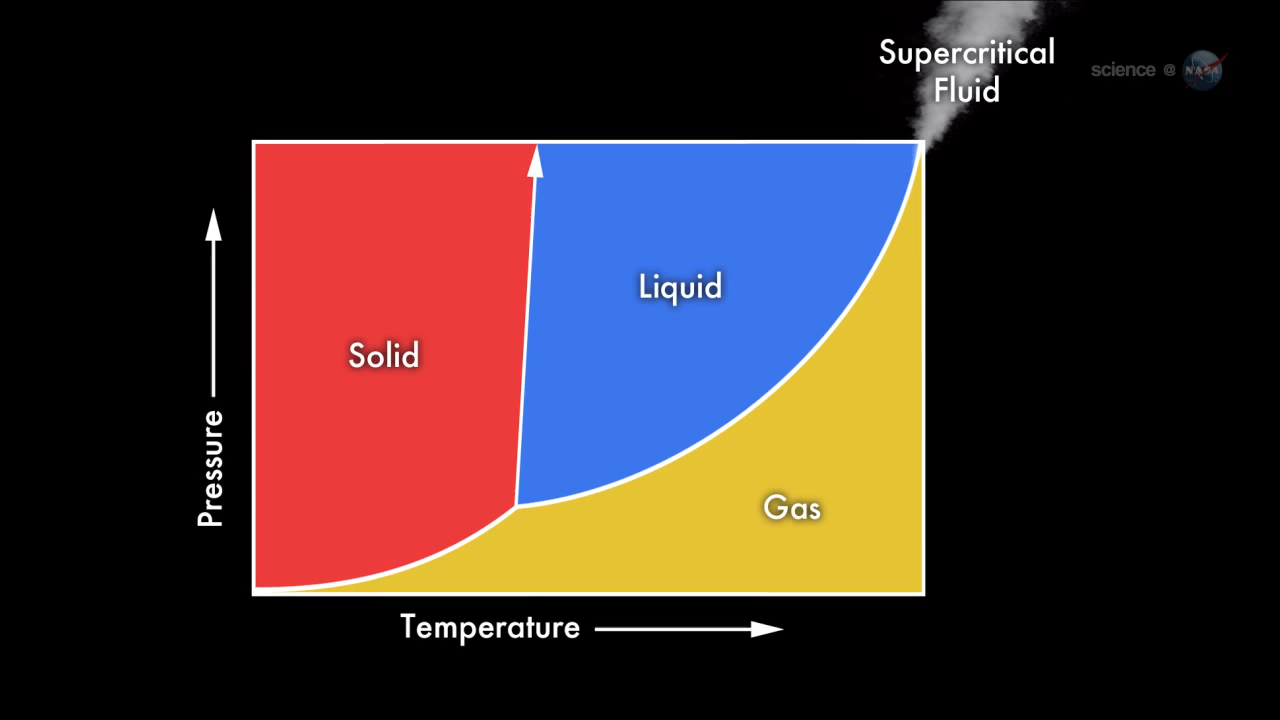 Supercritical
Fluid
science @ NASA
Liquid
Solid
Pressure
Gas
Temperature